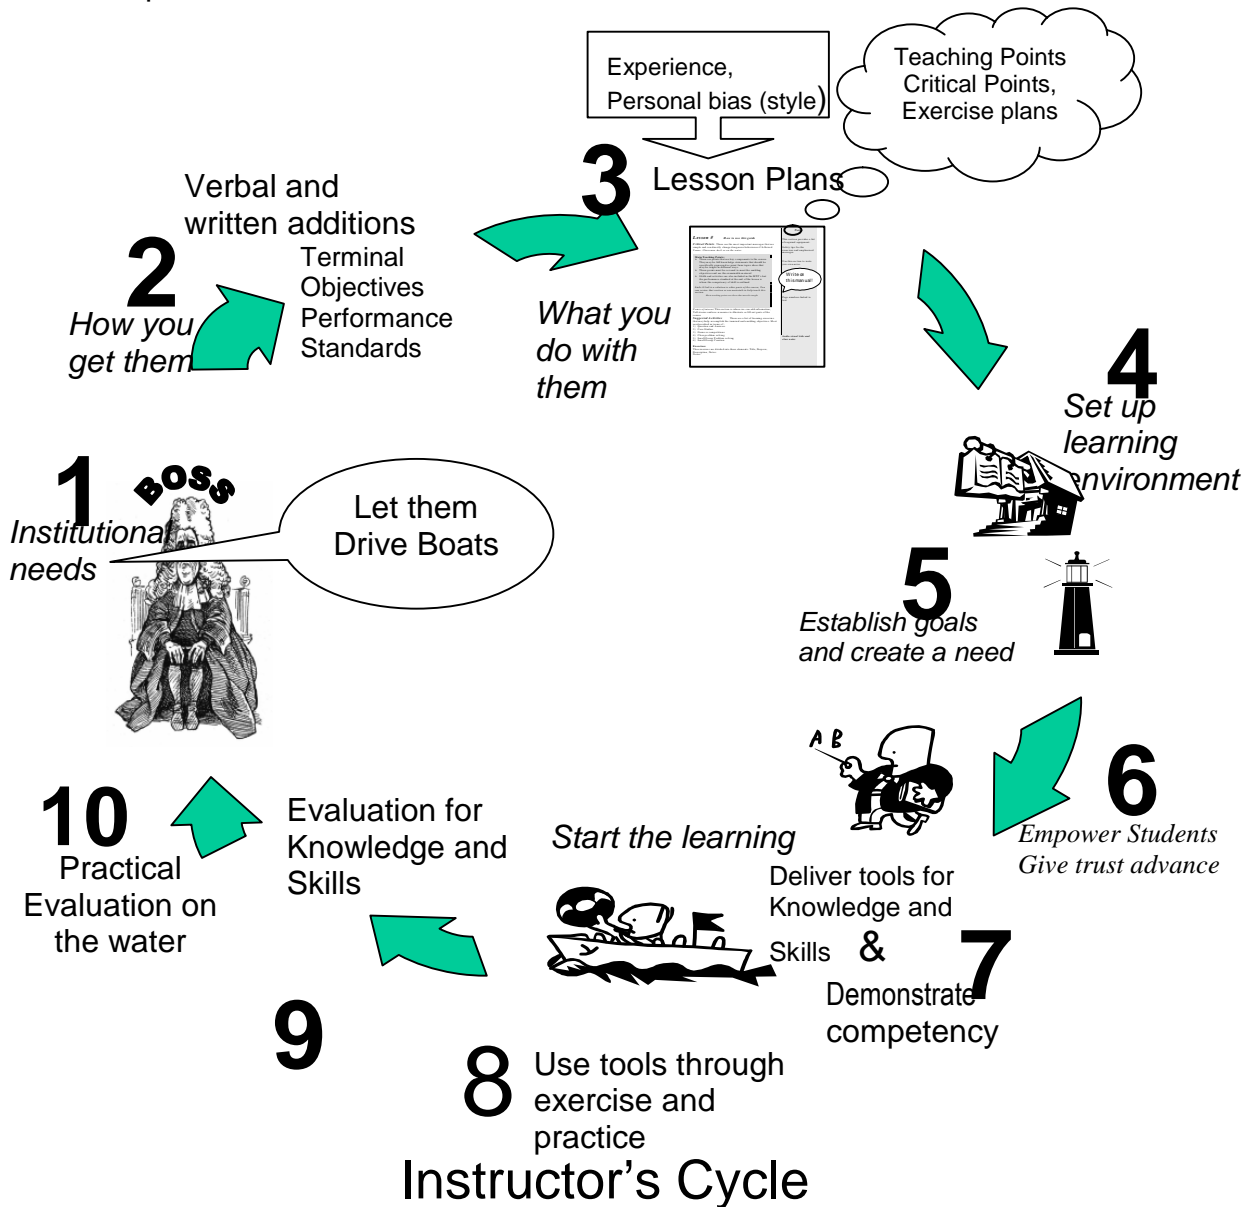 Experience,
Personal bias (style)
Teaching Points
Critical Points,
Exercise plans
3
Lesson Plans
Verbal and
written additions
2
How you
get them
Terminal
Objectives
Performance
Standards
What you
do with
them
4
Set up
learning
environment
1
Institutional
needs
BOSS
Let them
Drive Boats
5
Establish goals
and create a need
A B
6
Empower Students
Give trust advance
10
Practical
Evaluation on
the water
Evaluation for
Knowledge and
Skills
Start the learning
Deliver tools for
Knowledge and
Skills &
7
Demonstrate
competency
9
8
Use tools through
exercise and
practice
Instructor’s Cycle